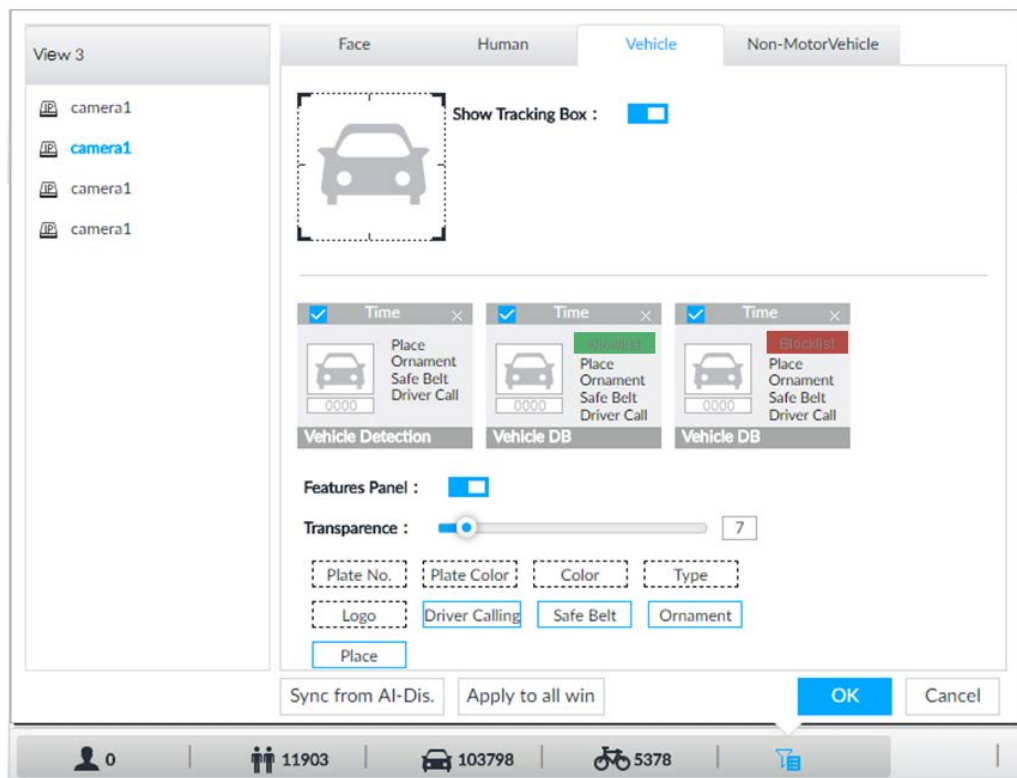 View 3
camera1
camera1
camera1
camera1
Face
Human
Vehicle
Non-MotorVehicle
Show Tracking Box :
Time
Place
Ornament
Safe Belt
Driver Call
0000
Vehicle Detection
Time
Allowlist
Place
Ornament
Safe Belt
Driver Call
0000
Vehicle DB
Time
Blocklist
Place
Ornament
Safe Belt
Driver Call
0000
Vehicle DB
Features Panel :
Transparence :
7
Plate No.
Plate Color
Color
Type
Logo
Driver Calling
Safe Belt
Ornament
Place
Sync from AI-Dis.
Apply to all win
OK
Cancel
0
11903
103798
5378